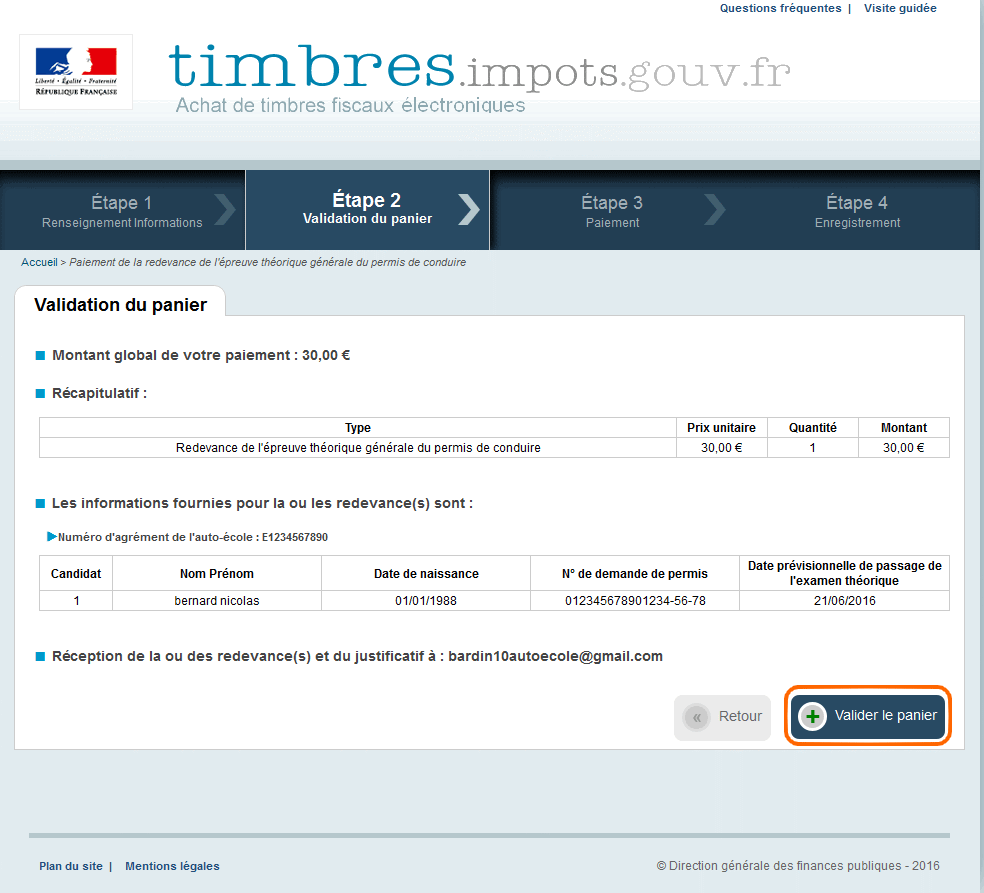 Questions fréquentes | Visite guidée
Liberté • Égalité • Fraternité
RÉPUBLIQUE FRANÇAISE
timbres.impots.gouv.fr
Achat de timbres fiscaux électroniques
Étape 1
Renseignement Informations
Étape 2
Validation du panier
Étape 3
Paiement
Étape 4
Enregistrement
Accueil > Paiement de la redevance de l'épreuve théorique générale du permis de conduire
Validation du panier
Montant global de votre paiement : 30,00 €
Récapitulatif :
Type Prix unitaire Quantité Montant
Redevance de l'épreuve théorique générale du permis de conduire 30,00 € 1 30,00 €
Les informations fournies pour la ou les redevance(s) sont :
Numéro d'agrément de l'auto-école : E1234567890
Candidat Nom Prénom Date de naissance N° de demande de permis Date prévisionnelle de passage de
l'examen théorique
1 bernard nicolas 01/01/1988 012345678901234-56-78 21/06/2016
Réception de la ou des redevance(s) et du justificatif à : bardin10autoecole@gmail.com
« Retour
Valider le panier
Plan du site | Mentions légales
© Direction générale des finances publiques - 2016